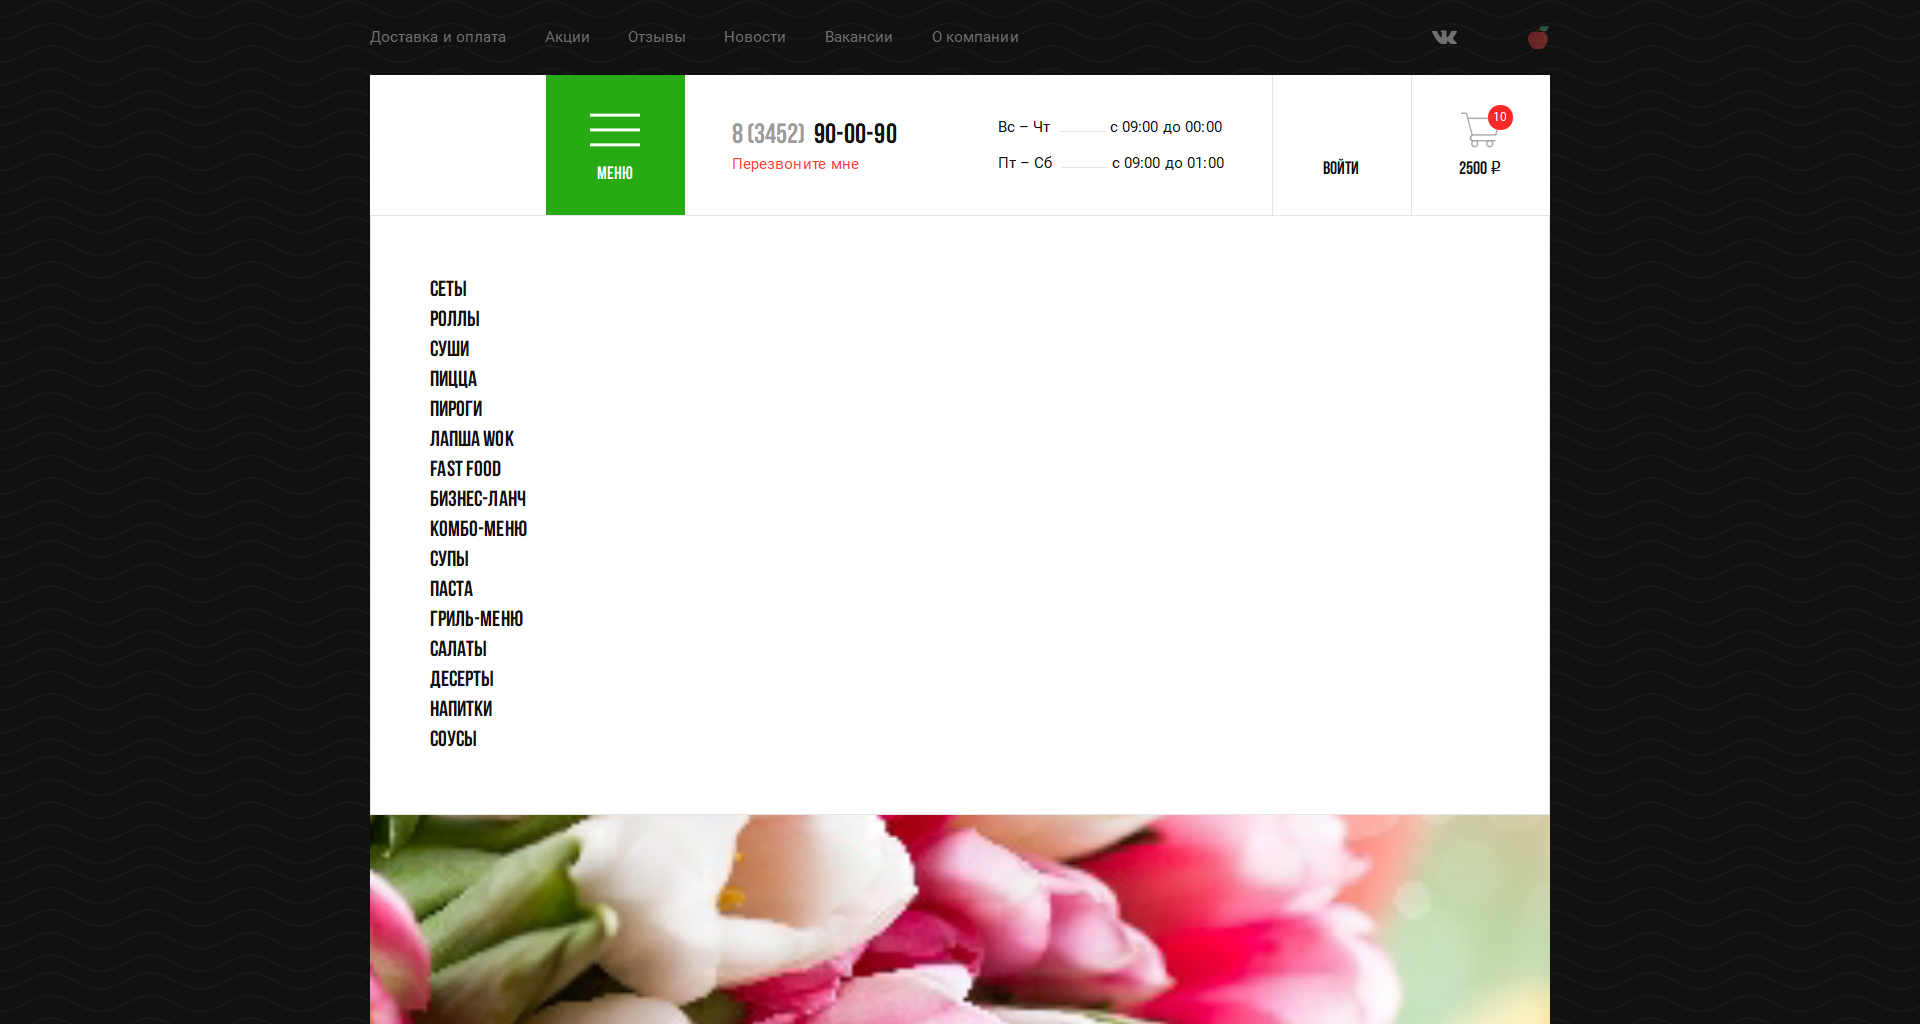 Доставка и оплата Акции Отзывы Новости Вакансии О компании
МЕНЮ
8 (3452) 90-00-90
Перезвоните мне
Вс – Чт с 09:00 до 00:00
Пт – Сб с 09:00 до 01:00
ВОЙТИ
10
2500 ₽
СЕТЫ
РОЛЛЫ
СУШИ
ПИЦЦА
ПИРОГИ
ЛАПША WOK
FAST FOOD
БИЗНЕС-ЛАНЧ
КОМБО-МЕНЮ
СУПЫ
ПАСТА
ГРИЛЬ-МЕНЮ
САЛАТЫ
ДЕСЕРТЫ
НАПИТКИ
СОУСЫ